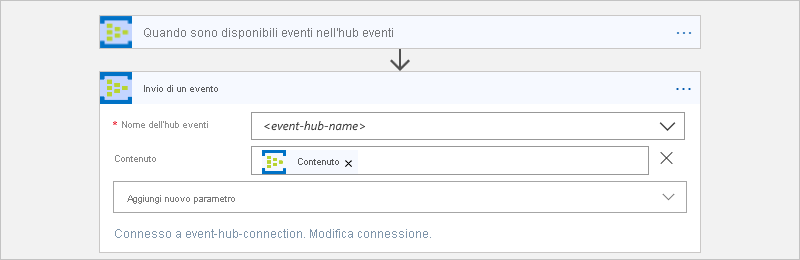 Quando sono disponibili eventi nell'hub eventi
Invio di un evento
* Nome dell'hub eventi
<event-hub-name>
Contenuto
Contenuto
Aggiungi nuovo parametro
Connesso a event-hub-connection. Modifica connessione.